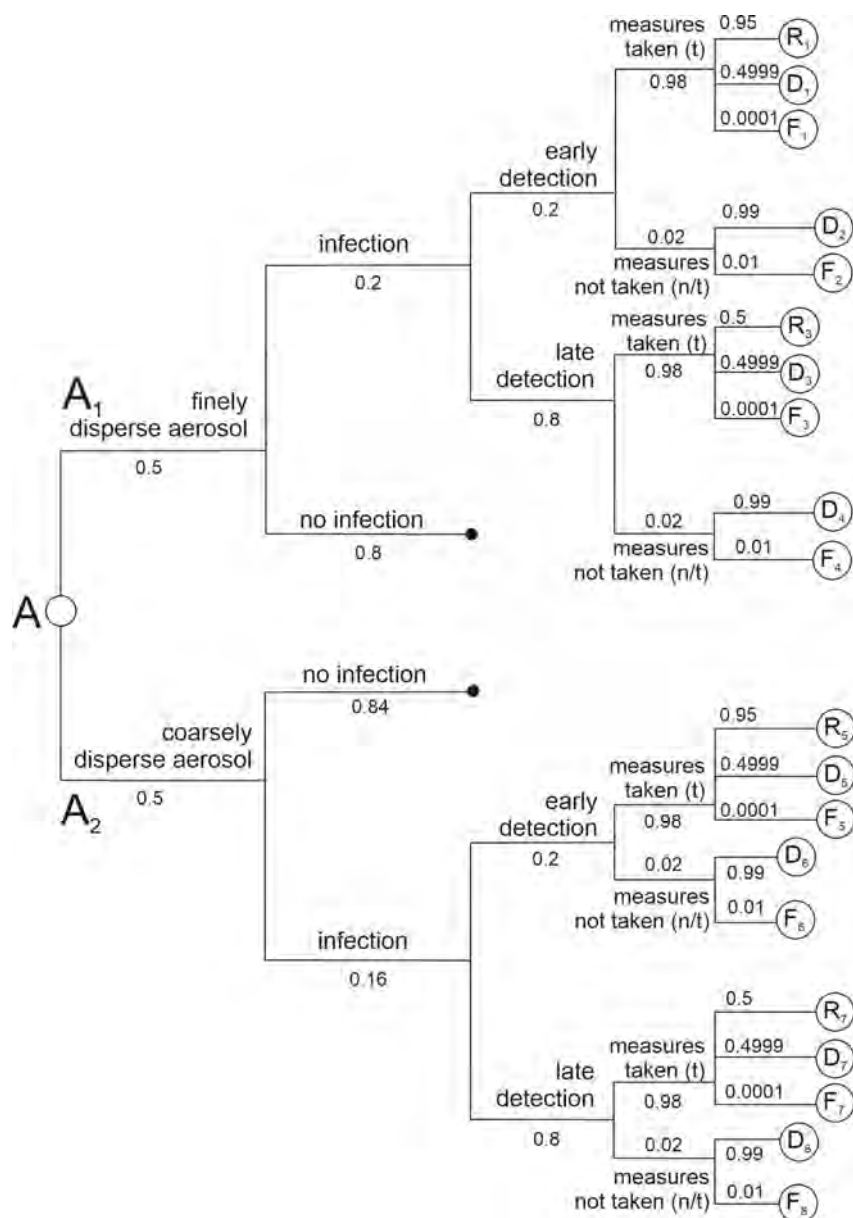 measures
taken (t)
0.95
R₁
0.4999
D₁
0.98
0.0001
F₁
early
detection
0.2
0.99
D₂
0.02
infection
0.2
measures
not taken (n/t)
0.01
F₂
measures
taken (t)
0.5
R₃
late
detection
0.98
0.4999
D₃
A₁
finely
disperse aerosol
0.5
0.8
0.0001
F₃
no infection
0.8
0.02
0.99
D₄
measures
not taken (n/t)
0.01
F₄
A
no infection
0.84
coarsely
disperse aerosol
0.5
A₂
0.95
R₅
measures
taken (t)
0.4999
D₅
early
detection
0.98
0.0001
F₅
0.2
0.02
0.99
D₆
measures
not taken (n/t)
0.01
F₆
infection
0.16
0.5
R₇
measures
taken (t)
0.4999
D₇
late
detection
0.98
0.0001
F₇
0.8
0.02
0.99
D₈
measures
not taken (n/t)
0.01
F₈